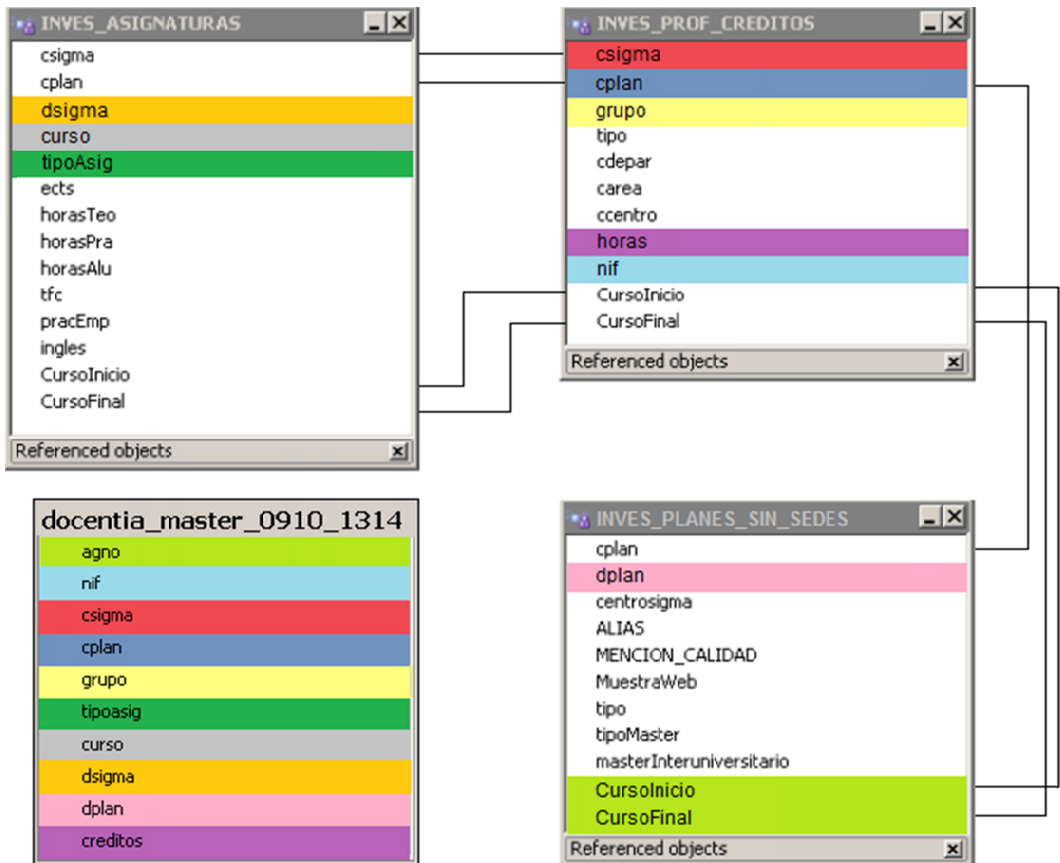 INVES_ASIGNATURAS
csigma
cplan
dsigma
curso
tipoAsig
ects
horasTeo
horasPra
horasAlu
tfc
pracEmp
ingles
CursoInicio
CursoFinal
Referenced objects
INVES_PROF_CREDITOS
csigma
cplan
grupo
tipo
cdepar
carea
ccentro
horas
nif
CursoInicio
CursoFinal
Referenced objects
docentia_master_0910_1314
agno
nif
csigma
cplan
grupo
tipoasig
curso
dsigma
dplan
creditos
INVES_PLANES_SIN_SEDES
cplan
dplan
centrosigma
ALIAS
MENCION_CALIDAD
MuestraWeb
tipo
tipoMaster
masterInteruniversitario
CursoInicio
CursoFinal
Referenced objects